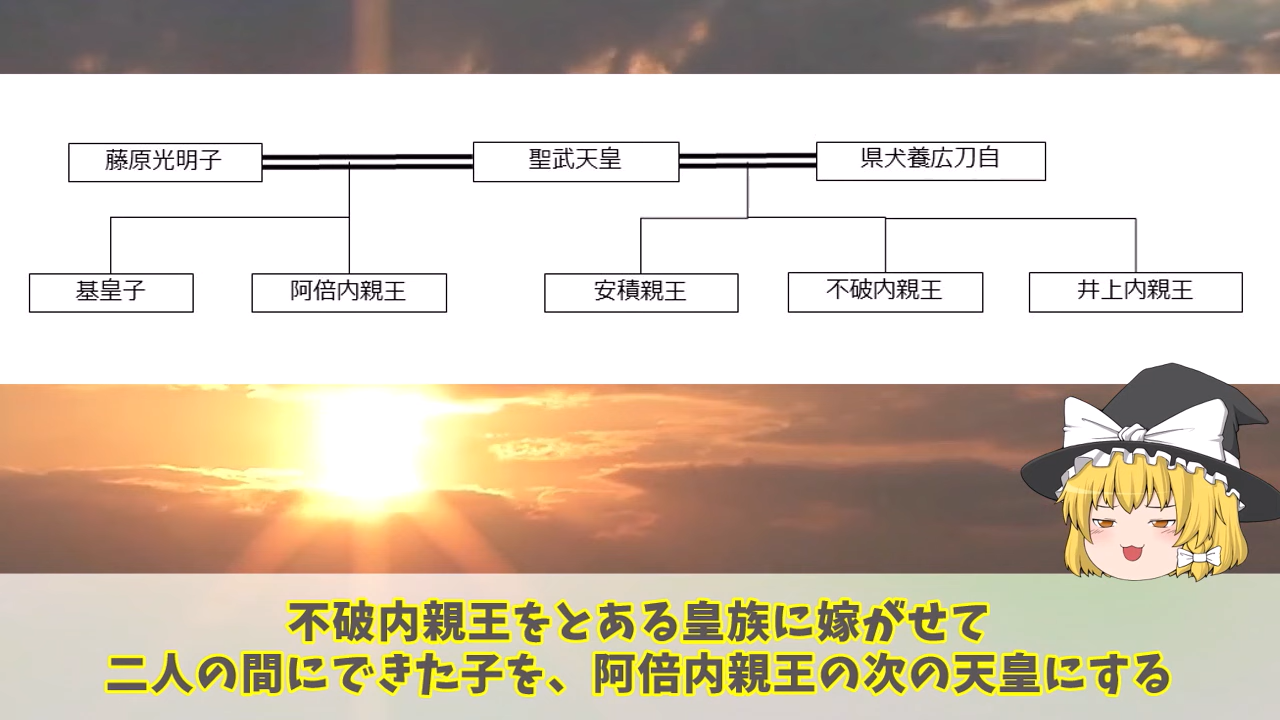 藤原光明子
聖武天皇
県犬養広刀自
基皇子
阿倍内親王
安積親王
不破内親王
井上内親王
不破内親王をとある皇族に嫁がせて
二人の間にできた子を、阿倍内親王の次の天皇にする